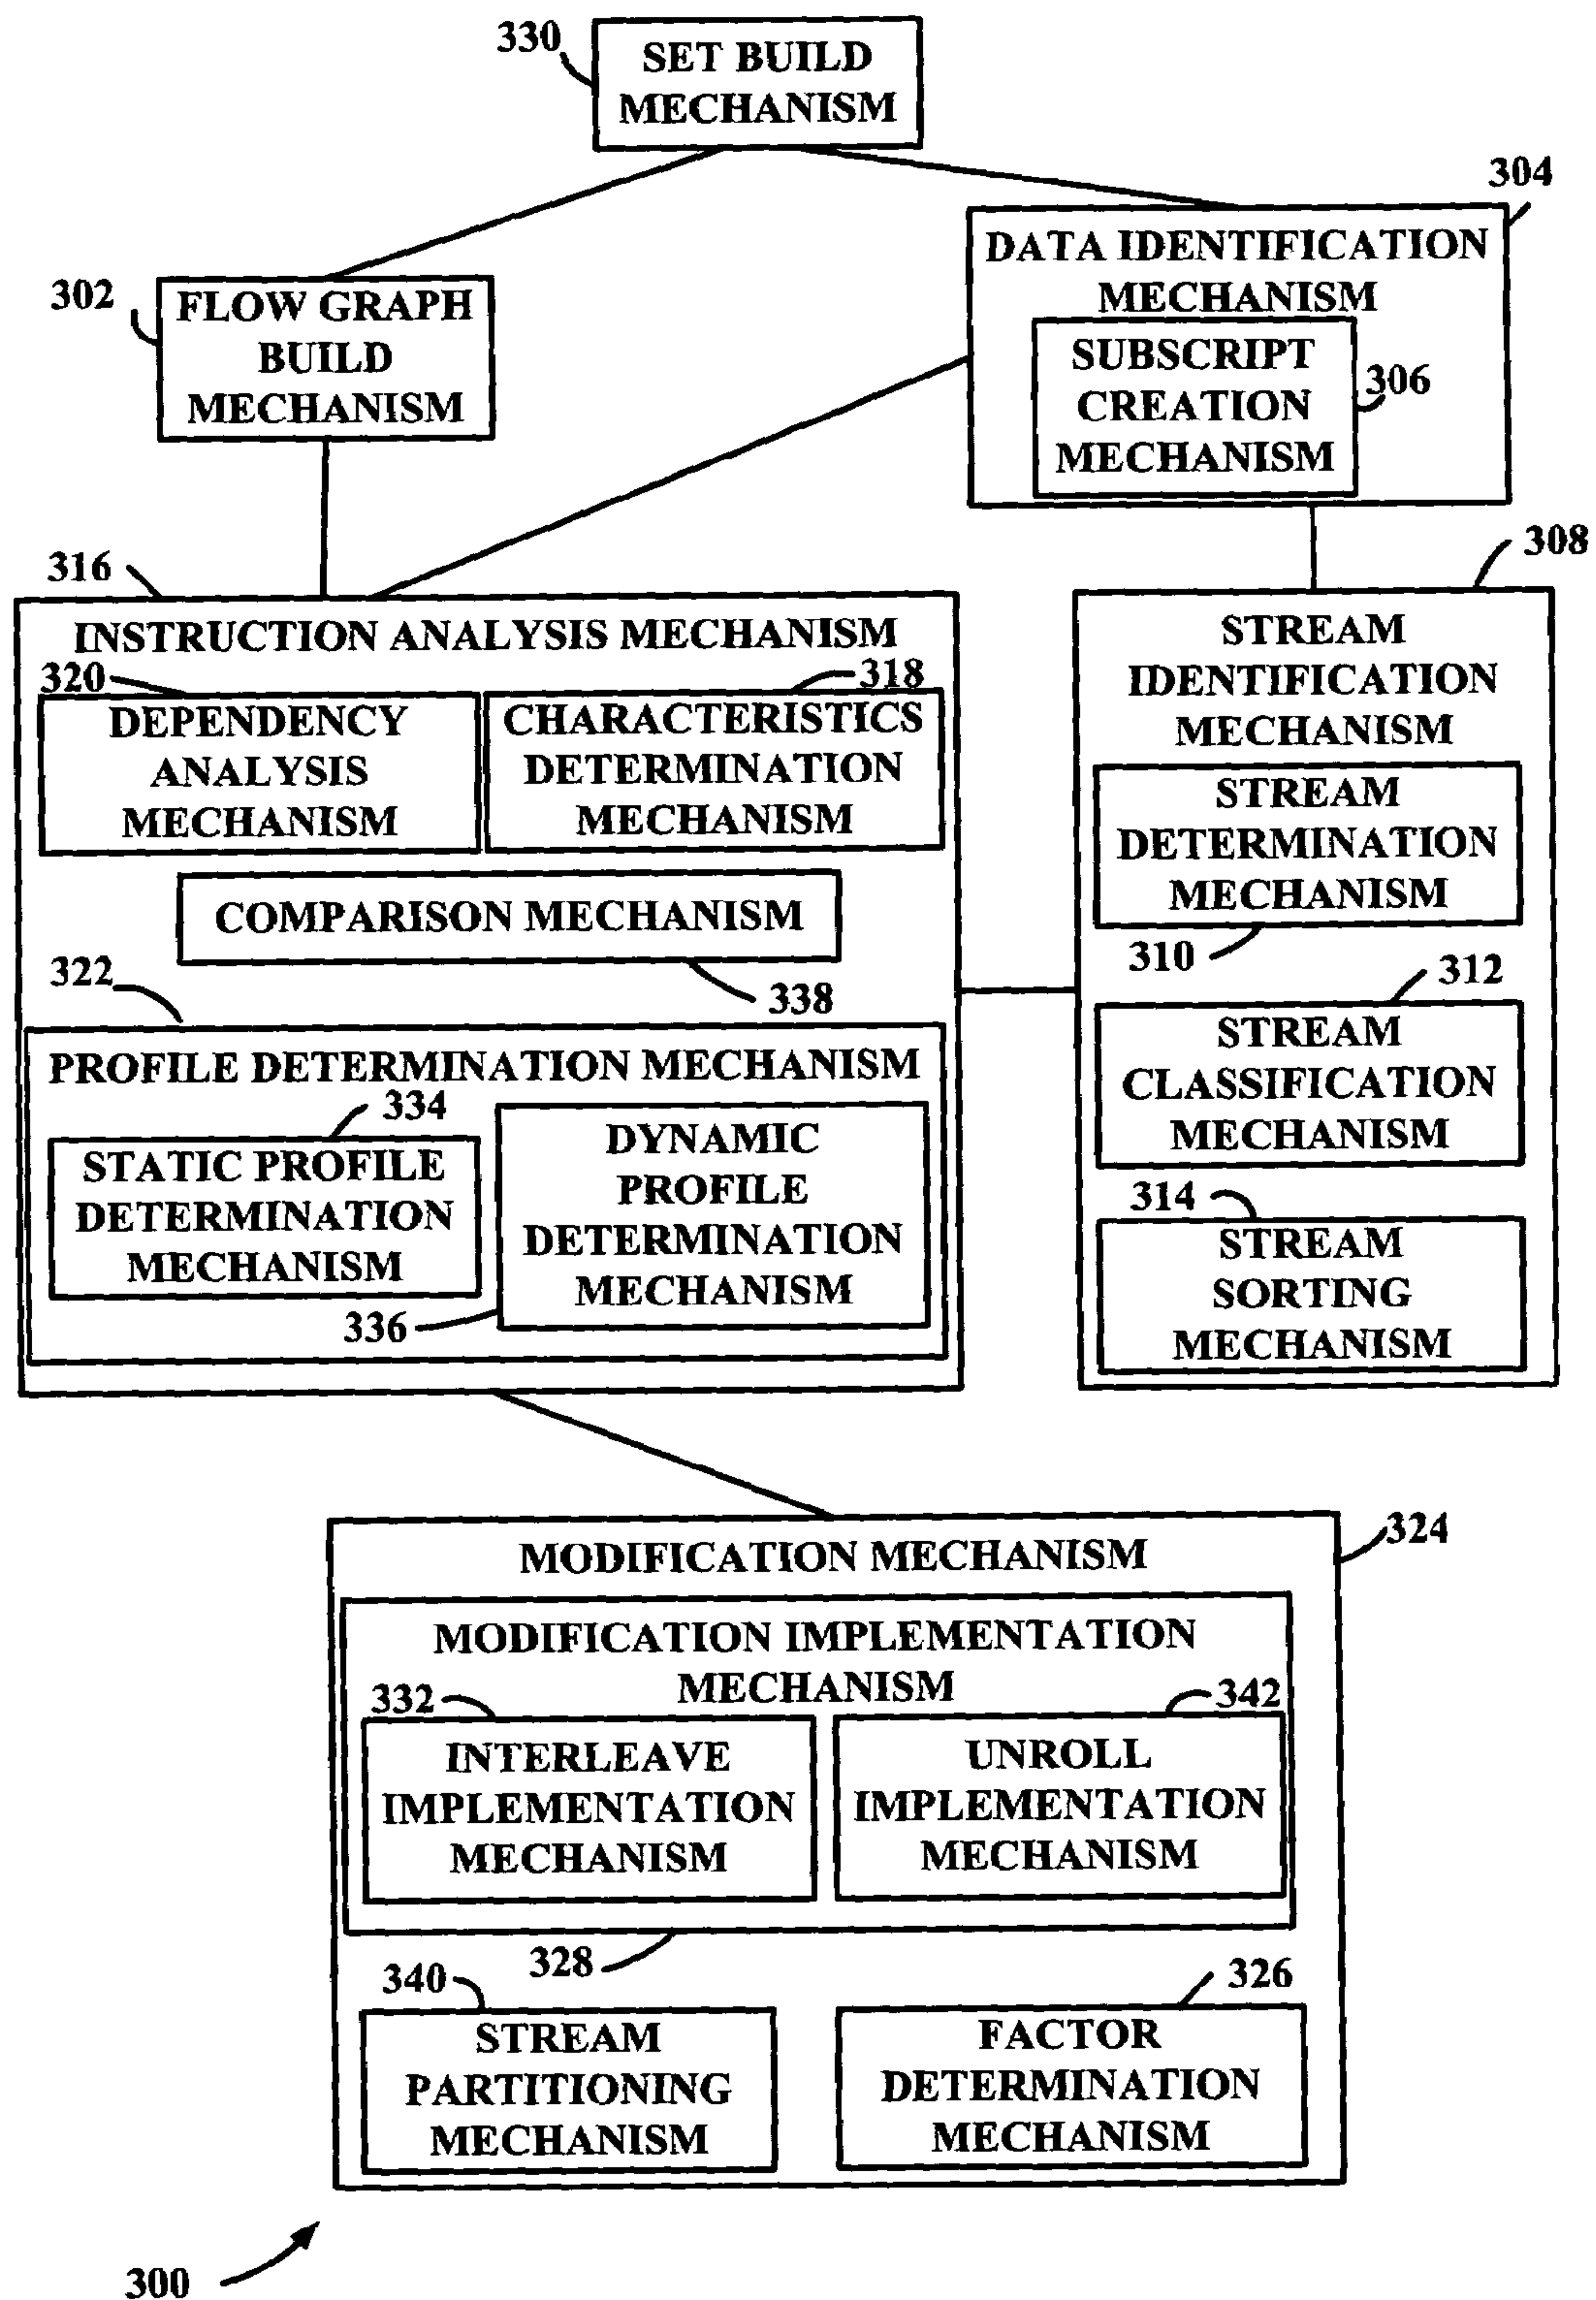 330
SET BUILD
MECHANISM
304
DATA IDENTIFICATION
MECHANISM
302
FLOW GRAPH
BUILD
MECHANISM
SUBSCRIPT
CREATION
MECHANISM
306
316
INSTRUCTION ANALYSIS MECHANISM
320
318
DEPENDENCY
ANALYSIS
MECHANISM
CHARACTERISTICS
DETERMINATION
MECHANISM
COMPARISON MECHANISM
338
322
PROFILE DETERMINATION MECHANISM
334
STATIC PROFILE
DETERMINATION
MECHANISM
DYNAMIC
PROFILE
DETERMINATION
MECHANISM
336
308
STREAM
IDENTIFICATION
MECHANISM
STREAM
DETERMINATION
MECHANISM
310
312
STREAM
CLASSIFICATION
MECHANISM
314
STREAM
SORTING
MECHANISM
324
MODIFICATION MECHANISM
MODIFICATION IMPLEMENTATION
MECHANISM
332
342
INTERLEAVE
IMPLEMENTATION
MECHANISM
UNROLL
IMPLEMENTATION
MECHANISM
328
340
326
STREAM
PARTITIONING
MECHANISM
FACTOR
DETERMINATION
MECHANISM
300